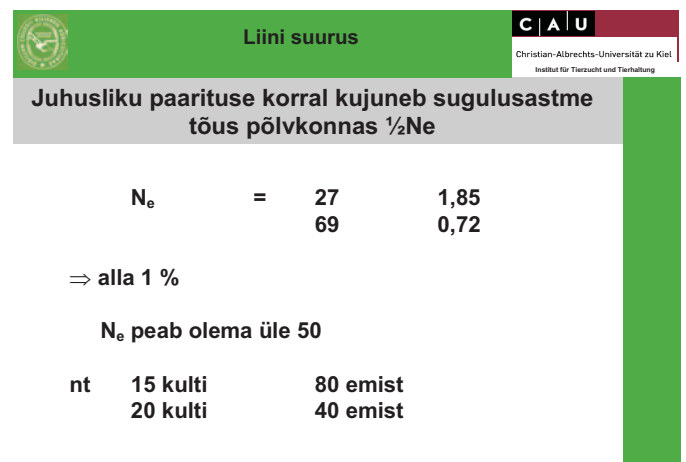 Liini suurus
C | A | U
Christian-Albrechts-Universität zu Kiel
Institut für Tierzucht und Tierhaltung
Juhusliku paarituse korral kujuneb sugulusastme
tõus põlvkonnas ½Ne
Nₑ = 27 1,85
69 0,72
⇒ alla 1 %
Nₑ peab olema üle 50
nt 15 kulti 80 emist
20 kulti 40 emist